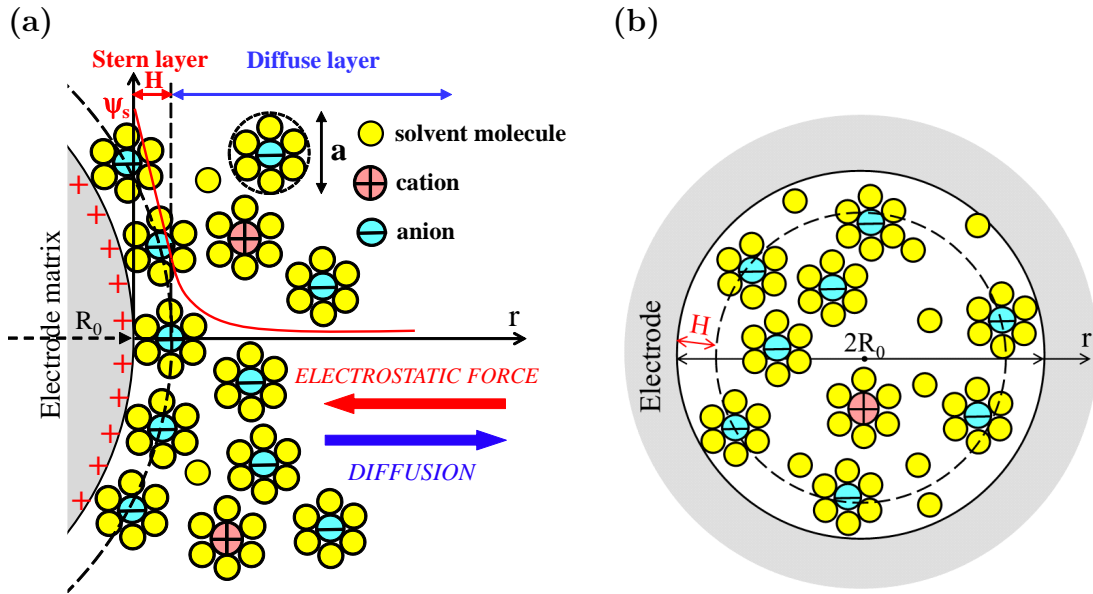 (a)
Stern layer
H
Diffuse layer
ψs
a
solvent molecule
cation
anion
Electrode matrix
R0
r
ELECTROSTATIC FORCE
DIFFUSION
(b)
Electrode
H
2R0
r